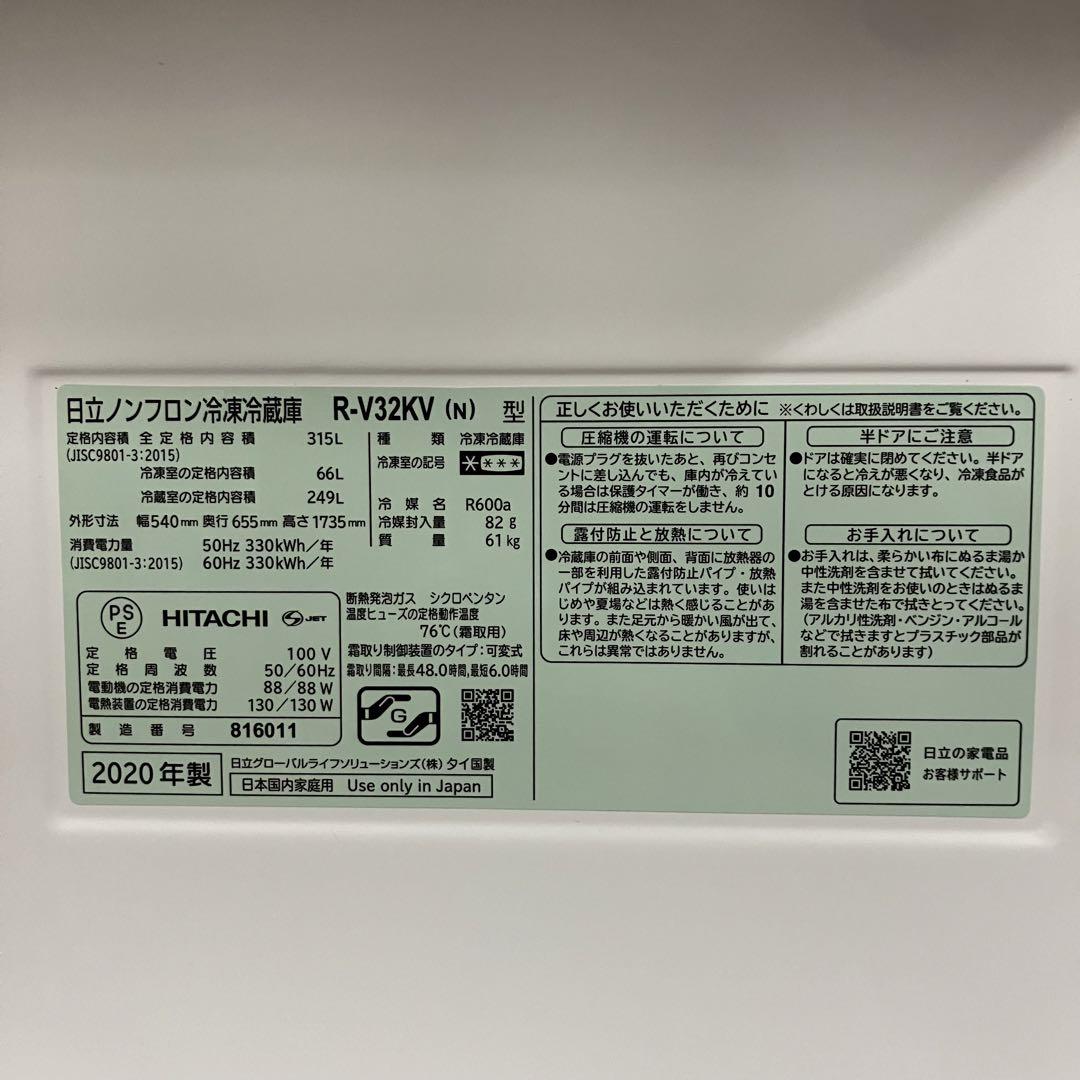 日立ノンフロン冷凍冷蔵庫 R-V32KV (N) 型
定格内容積 全定格内容積 315L
(JISC9801-3:2015)
冷凍室の定格内容積 66L
冷蔵室の定格内容積 249L
外形寸法 幅540mm 奥行655mm 高さ1735mm
消費電力量 50Hz 330kWh/年
(JISC9801-3:2015) 60Hz 330kWh/年
種類 冷凍冷蔵庫
冷凍室の記号 ****
冷媒名 R600a
冷媒封入量 82g
質量 61kg
PS
E
HITACHI S JET
定格電圧 100V
定格周波数 50/60Hz
電動機の定格消費電力 88/88W
電熱装置の定格消費電力 130/130W
製造番号 816011
断熱発泡ガス シクロペンタン
温度ヒューズの定格動作温度
76℃(霜取用)
霜取り制御装置のタイプ:可変式
霜取り間隔:最長48.0時間,最短6.0時間
G
2020年製
日立グローバルライフソリューションズ(株) タイ国製
日本国内家庭用 Use only in Japan
正しくお使いいただくために ※くわしくは取扱説明書をご覧ください。
圧縮機の運転について
●電源プラグを抜いたあと、再びコンセ
ントに差し込んでも、庫内が冷えてい
る場合は保護タイマーが働き、約10
分間は圧縮機の運転をしません。
露付防止と放熱について
●冷蔵庫の前面や側面、背面に放熱器の
一部を利用した露付防止パイプ・放熱
パイプが組み込まれています。使いは
じめや夏場などは熱く感じることがあ
ります。また足元から暖かい風が出て、
床や周辺が熱くなることがありますが、
これらは異常ではありません。
半ドアにご注意
●ドアは確実に閉めてください。半ドア
になると冷えが悪くなり、冷凍食品が
とける原因になります。
お手入れについて
●お手入れは、柔らかい布にぬるま湯か
中性洗剤を含ませて拭いてください。
また中性洗剤をお使いのときはぬるま
湯を含ませた布で拭きとってください。
(アルカリ性洗剤・ベンジン・アルコール
などで拭きますとプラスチック部品が
割れることがあります)
日立の家電品
お客様サポート